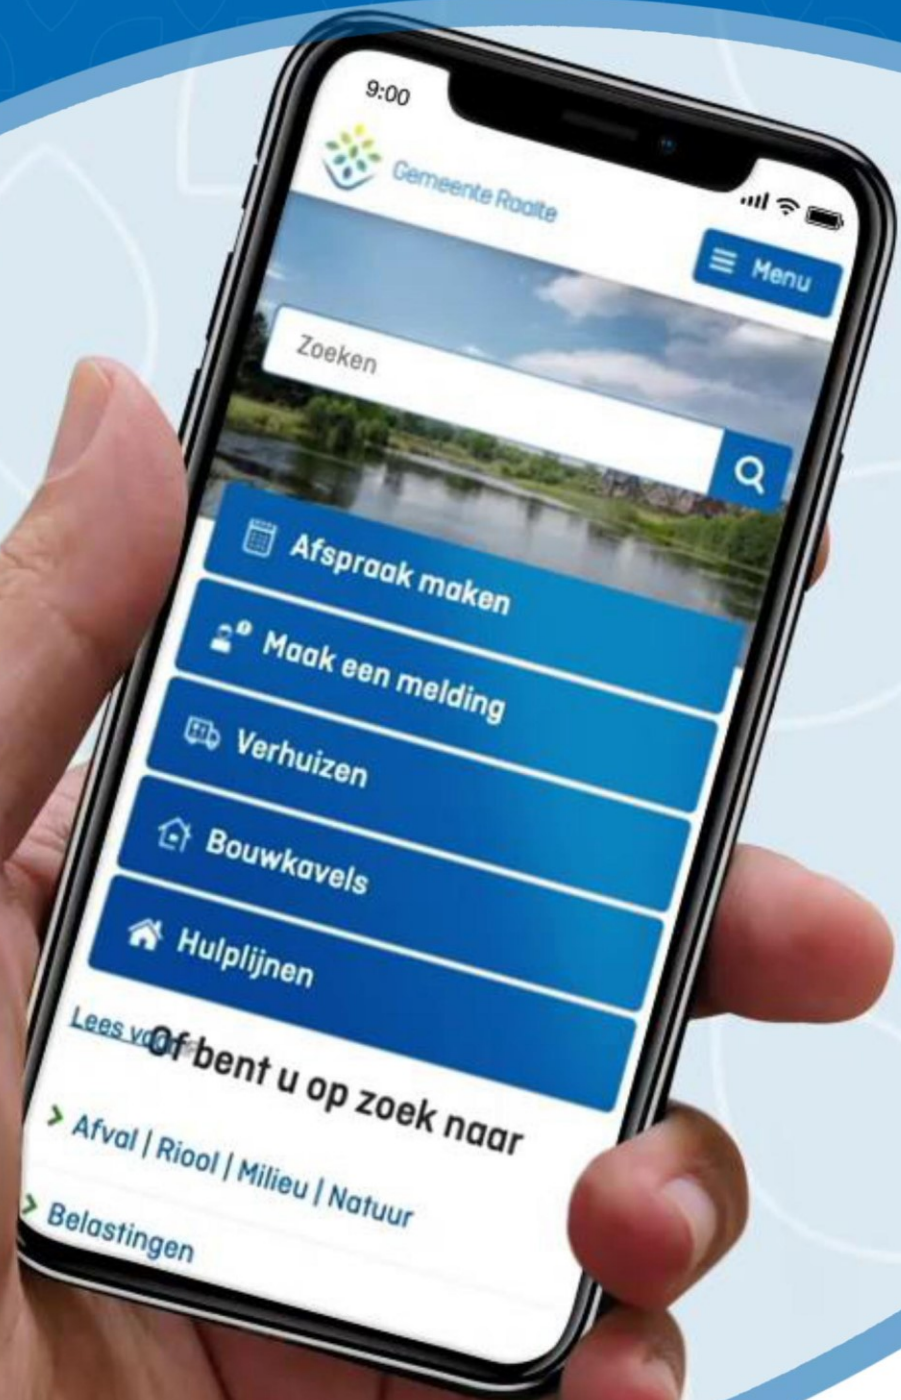 9:00
Gemeente Raalte
Menu
Zoeken
Afspraak maken
Maak een melding
Verhuizen
Bouwkavels
Hulplijnen
Lees
Of bent u op zoek naar
Afval | Riool | Milieu | Natuur
Belastingen